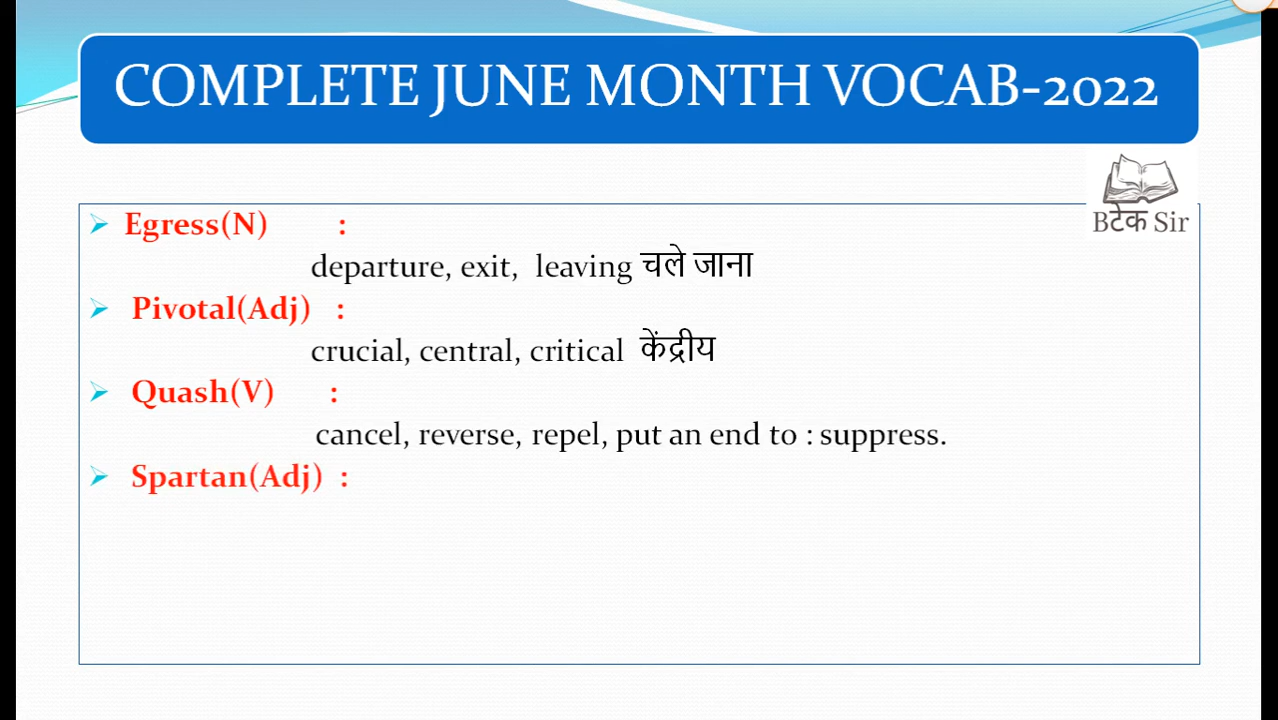 COMPLETE JUNE MONTH VOCAB-2022
Bटेक Sir
Egress(N) :
departure, exit, leaving चले जाना
Pivotal(Adj) :
crucial, central, critical केंद्रीय
Quash(V) :
cancel, reverse, repel, put an end to : suppress.
Spartan(Adj) :